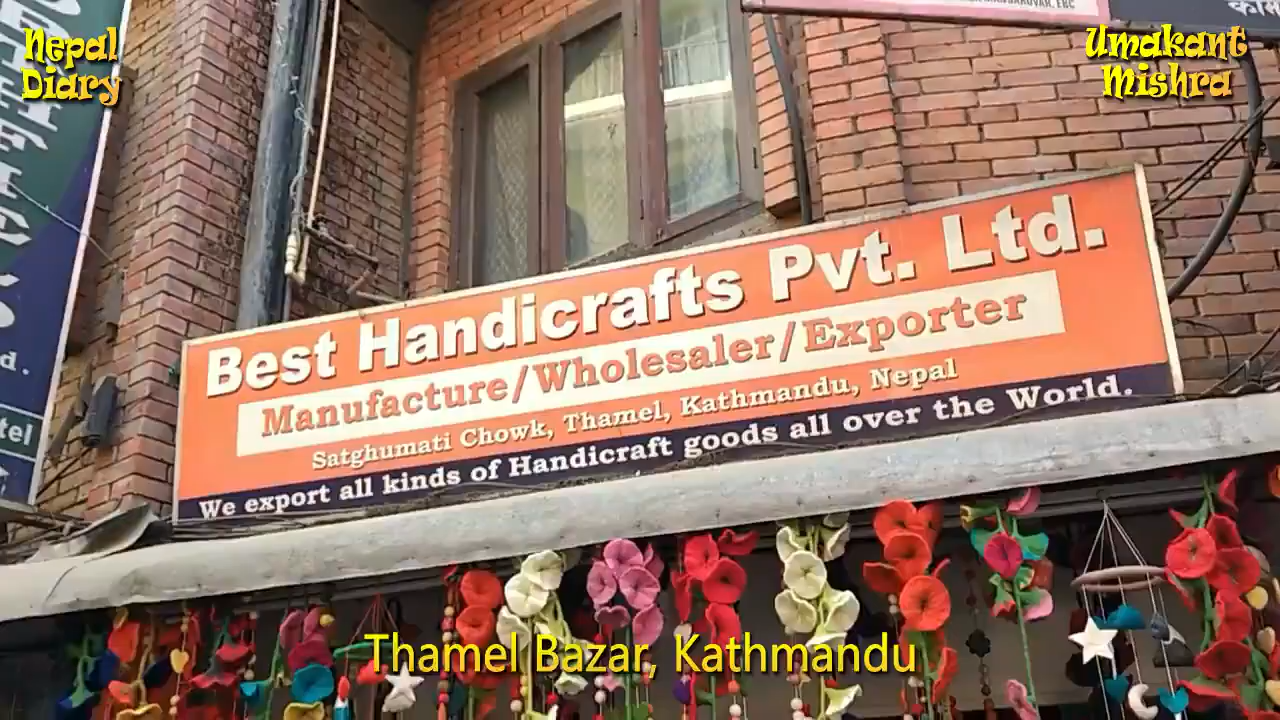 Nepal
Diary
Umakant
Mishra
Best Handicrafts Pvt. Ltd.
Manufacture/Wholesaler/Exporter
Satghumati Chowk, Thamel, Kathmandu, Nepal
We export all kinds of Handicraft goods all over the World.
Thamel Bazar, Kathmandu